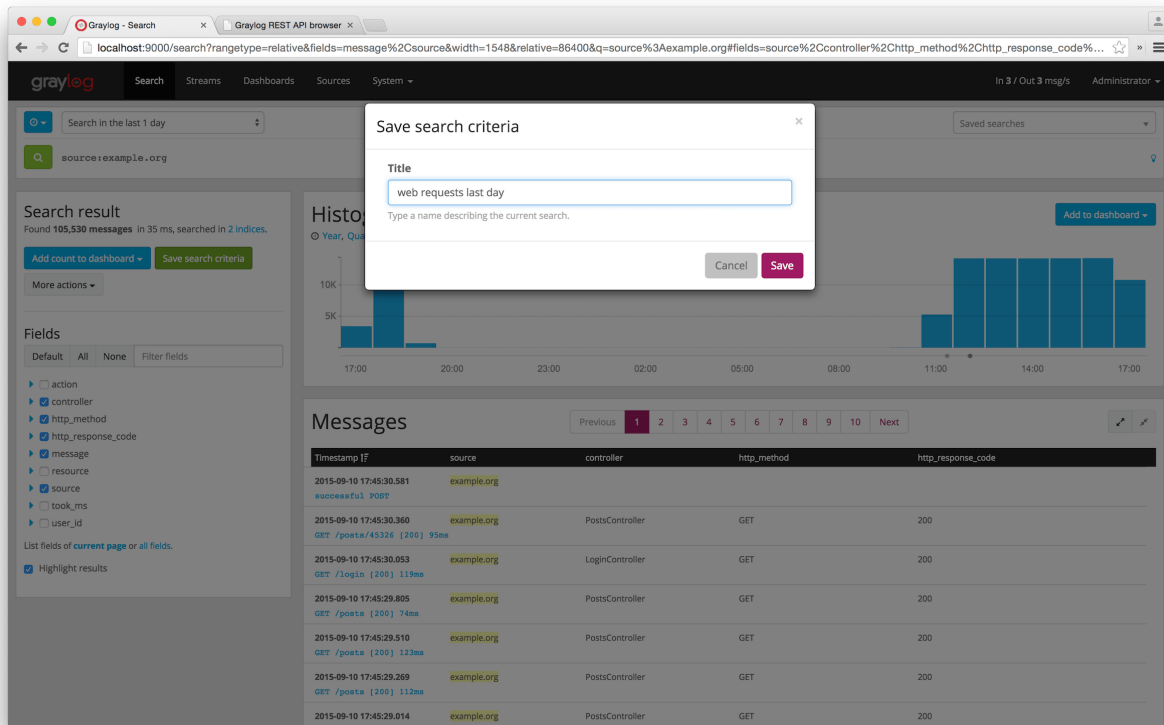 Graylog - Search
Graylog REST API browser
localhost:9000/search?rangetype=relative&fields=message%2Csource&width=1548&relative=86400&q=source%3Aexample.org#fields=source%2Ccontroller%2Chttp_method%2Chttp_response_code%...
graylog Search Streams Dashboards Sources System In 3 / Out 3 msg/s Administrator
Search in the last 1 day
Saved searches
source:example.org
Save search criteria
×
Title
web requests last day
Type a name describing the current search.
Cancel Save
Search result
Found 105,530 messages in 35 ms, searched in 2 indices.
Add count to dashboard Save search criteria
More actions
Fields
Default All None Filter fields
action
controller
http_method
http_response_code
message
resource
source
took_ms
user_id
List fields of current page or all fields.
Highlight results
Histog
Add to dashboard
Year, Qua
10K
5K
17:00 20:00 23:00 02:00 05:00 08:00 11:00 14:00 17:00
Messages
Previous 1 2 3 4 5 6 7 8 9 10 Next
Timestamp source controller http_method http_response_code
2015-09-10 17:45:30.581 example.org
successful POST
2015-09-10 17:45:30.360 example.org PostsController GET 200
GET /posts/45326 [200] 95ms
2015-09-10 17:45:30.053 example.org LoginController GET 200
GET /login [200] 119ms
2015-09-10 17:45:29.805 example.org PostsController GET 200
GET /posts [200] 74ms
2015-09-10 17:45:29.510 example.org PostsController GET 200
GET /posts [200] 123ms
2015-09-10 17:45:29.269 example.org PostsController GET 200
GET /posts [200] 112ms
2015-09-10 17:45:29.014 example.org PostsController GET 200